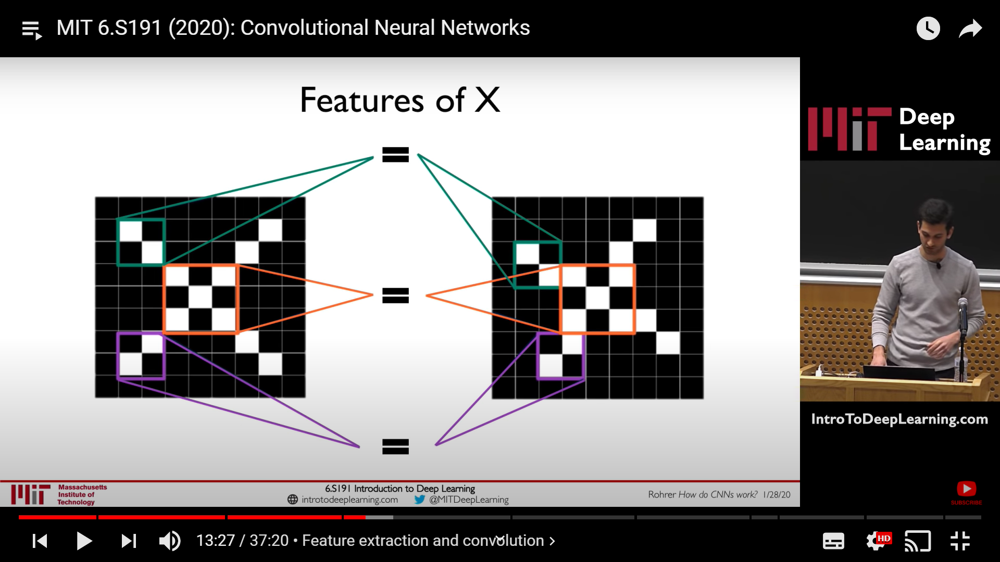 MIT 6.S191 (2020): Convolutional Neural Networks
Features of X
=
=
=
MIT Deep
Learning
IntroToDeepLearning.com
MIT Massachusetts
Institute of
Technology
6.S191 Introduction to Deep Learning
introtodeeplearning.com @MITDeepLearning
Rohrer How do CNNs work? 1/28/20
SUBSCRIBE
13:27 / 37:20 • Feature extraction and convolution >
HD